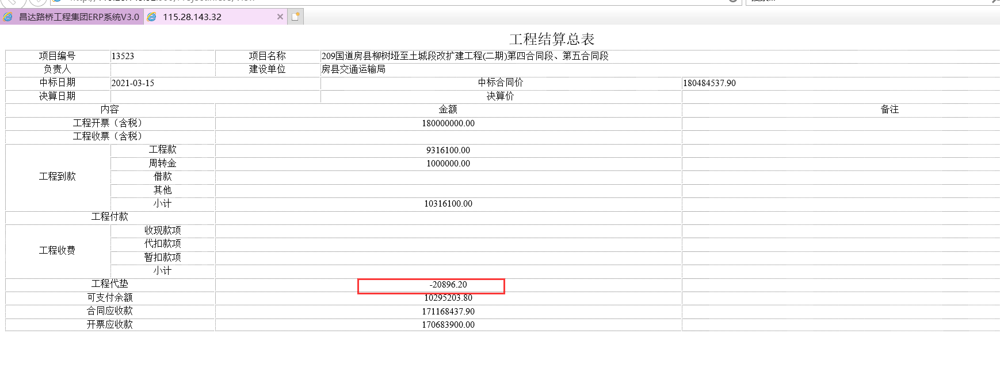 昌达路桥工程集团ERP系统V3.0 115.28.143.32
工程结算总表
项目编号 13523 项目名称 209国道房县柳树垭至土城段改扩建工程(二期)第四合同段、第五合同段
负责人 建设单位 房县交通运输局
中标日期 2021-03-15 中标合同价 180484537.90
决算日期 决算价
内容 金额 备注
工程开票（含税） 180000000.00
工程收票（含税）
工程到款 工程款 9316100.00
周转金 1000000.00
借款
其他
小计 10316100.00
工程付款
工程收费 收现款项
代扣款项
暂扣款项
小计
工程代垫 -20896.20
可支付余额 10295203.80
合同应收款 171168437.90
开票应收款 170683900.00